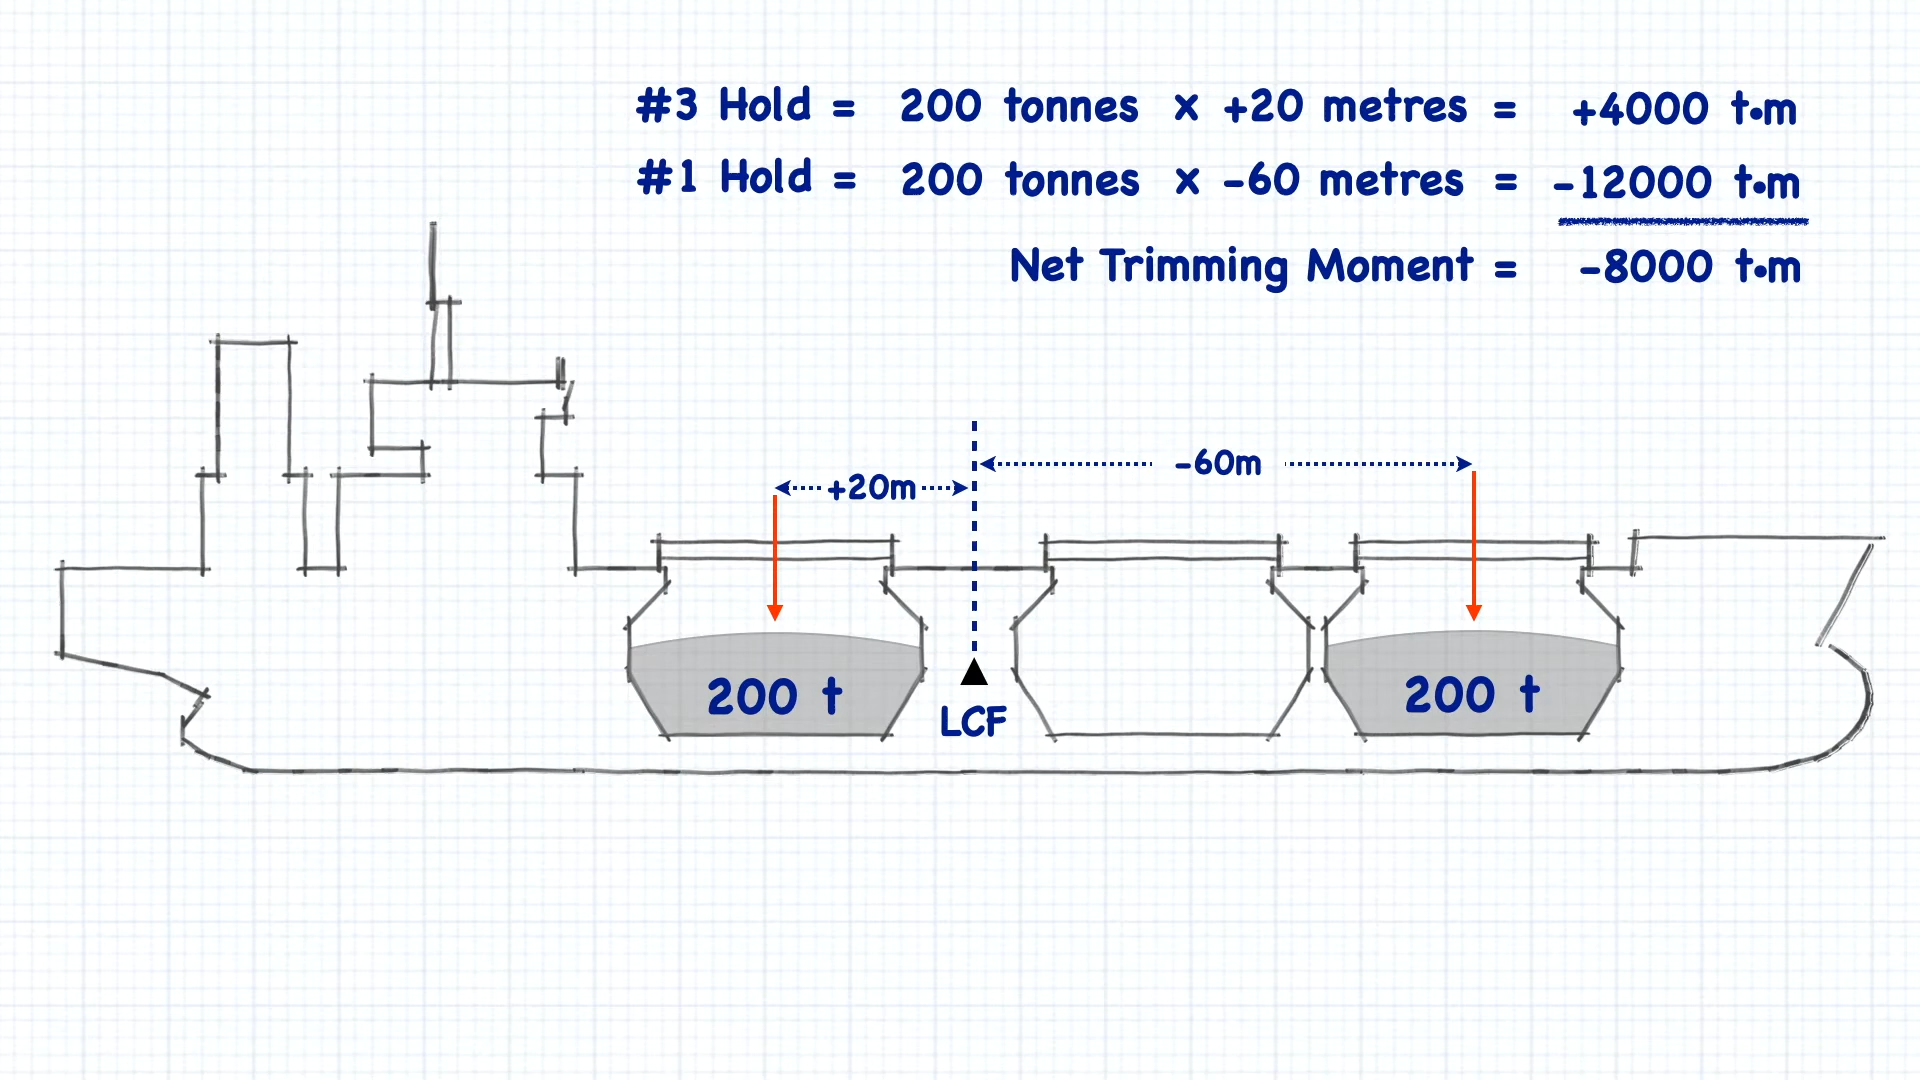 #3 Hold = 200 tonnes x +20 metres = +4000 t•m
#1 Hold = 200 tonnes x -60 metres = -12000 t•m
Net Trimming Moment = -8000 t•m
-60m
+20m
200 t
200 t
LCF